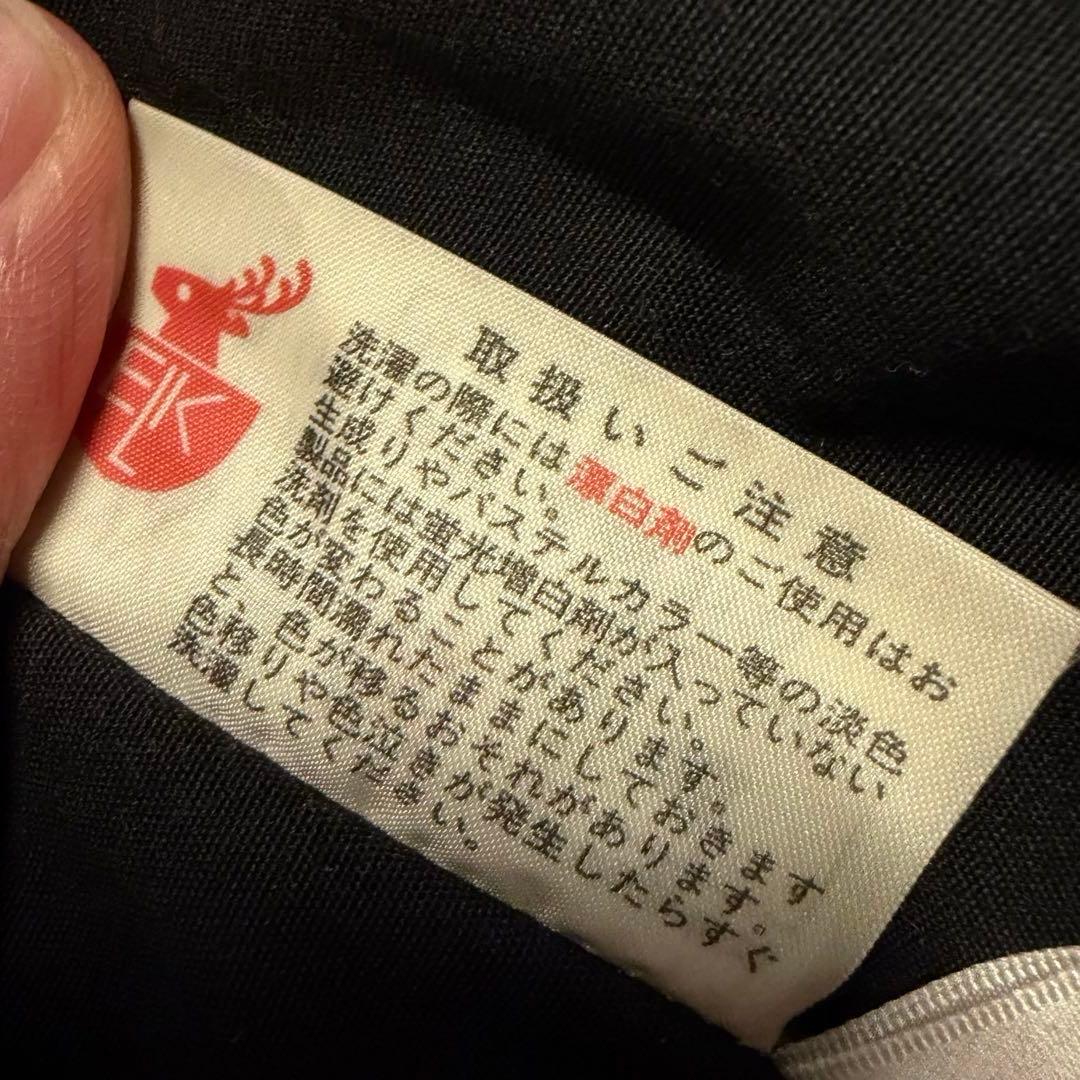 ELK
取扱いご注意
洗濯の際には漂白剤のご使用はお
避けください。
生成りやパステルカラー等の淡色
製品には蛍光増白剤が入っていない
洗剤を使用してください。
色が変わることがあります。
長時間濡れたままにしておきます
と、色が移るおそれがあります。
色移りや色泣きが発生したらすぐ
洗濯してください。